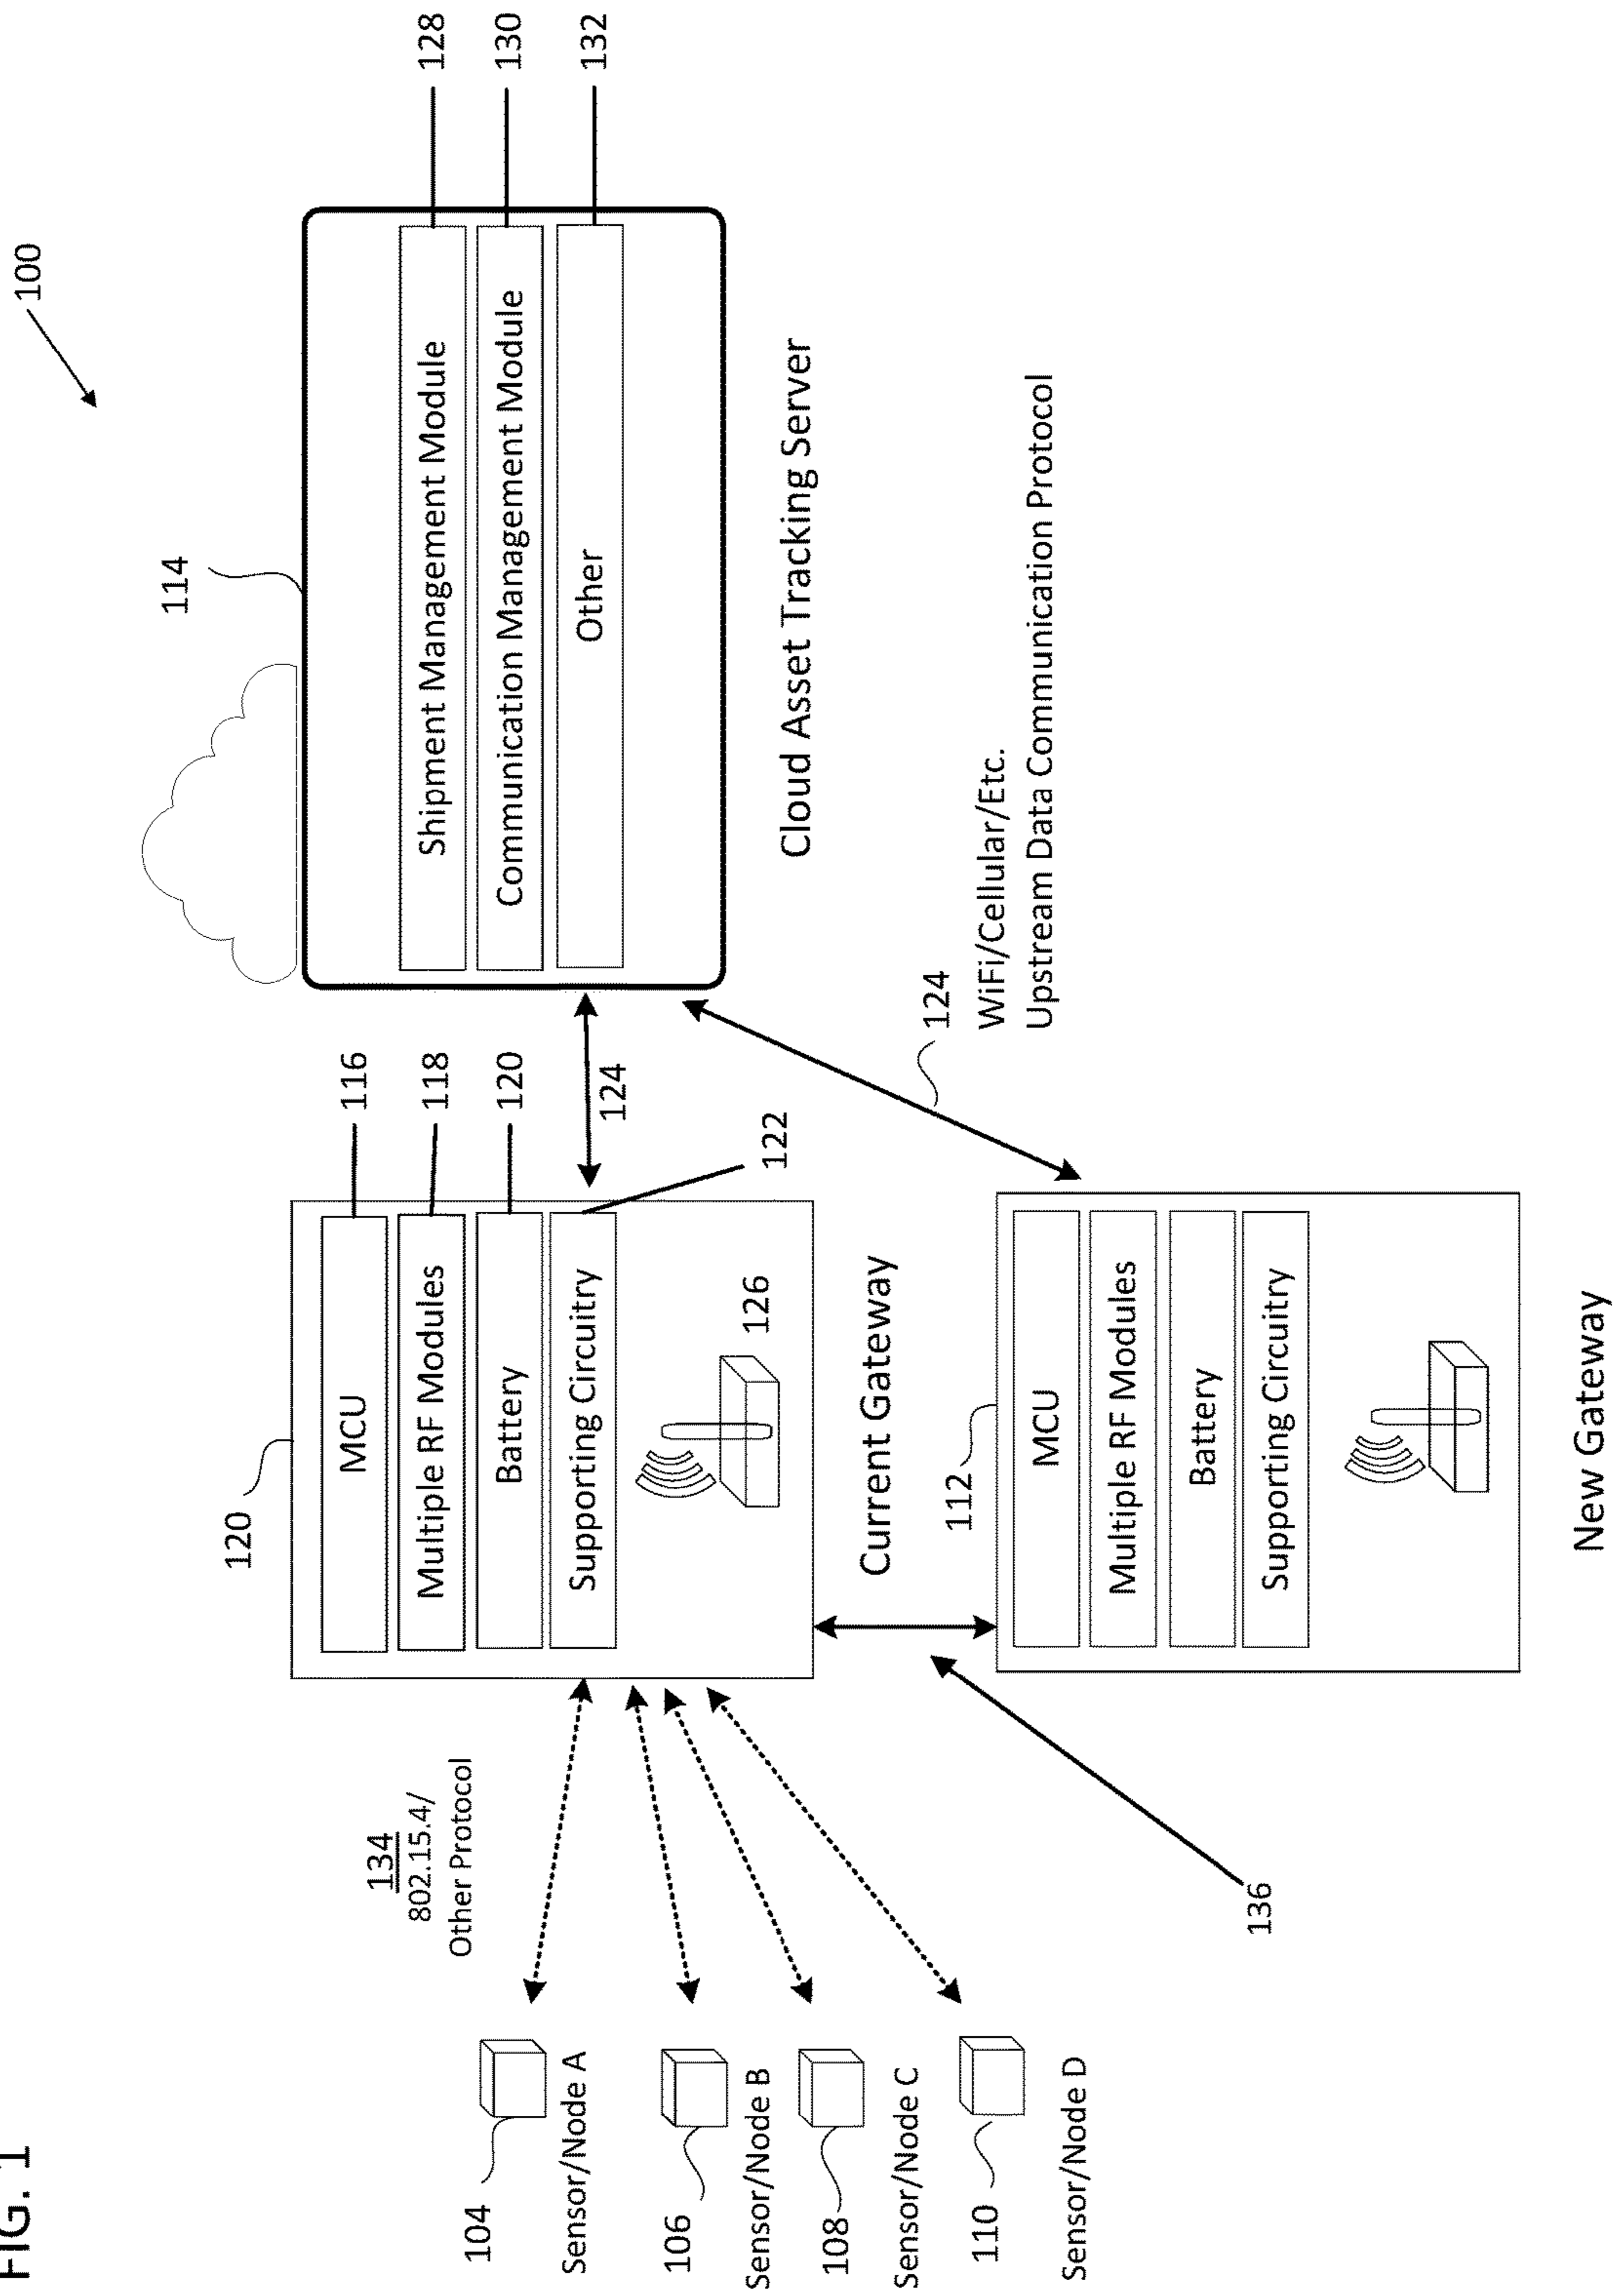 FIG. 1
100
114
128
130
132
Shipment Management Module
Communication Management Module
Other
Cloud Asset Tracking Server
120
116
118
120
122
124
MCU
Multiple RF Modules
Battery
Supporting Circuitry
126
Current Gateway
134
802.15.4/
Other Protocol
104
Sensor/Node A
106
Sensor/Node B
108
Sensor/Node C
110
Sensor/Node D
124
WiFi/Cellular/Etc.
Upstream Data Communication Protocol
112
MCU
Multiple RF Modules
Battery
Supporting Circuitry
136
New Gateway